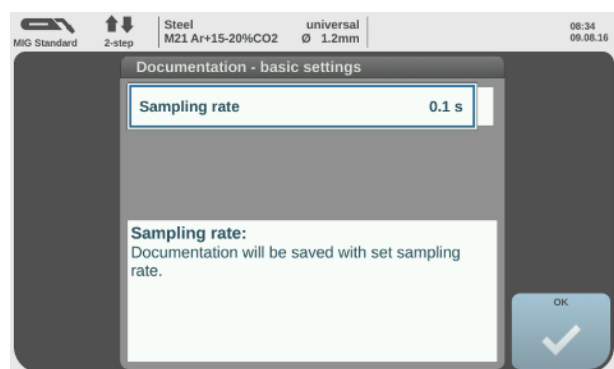 Steel universal 08:34
MIG Standard 2-step M21 Ar+15-20%CO2 Ø 1.2mm 09.08.16
Documentation - basic settings
Sampling rate 0.1 s
Sampling rate:
Documentation will be saved with set sampling
rate.
OK